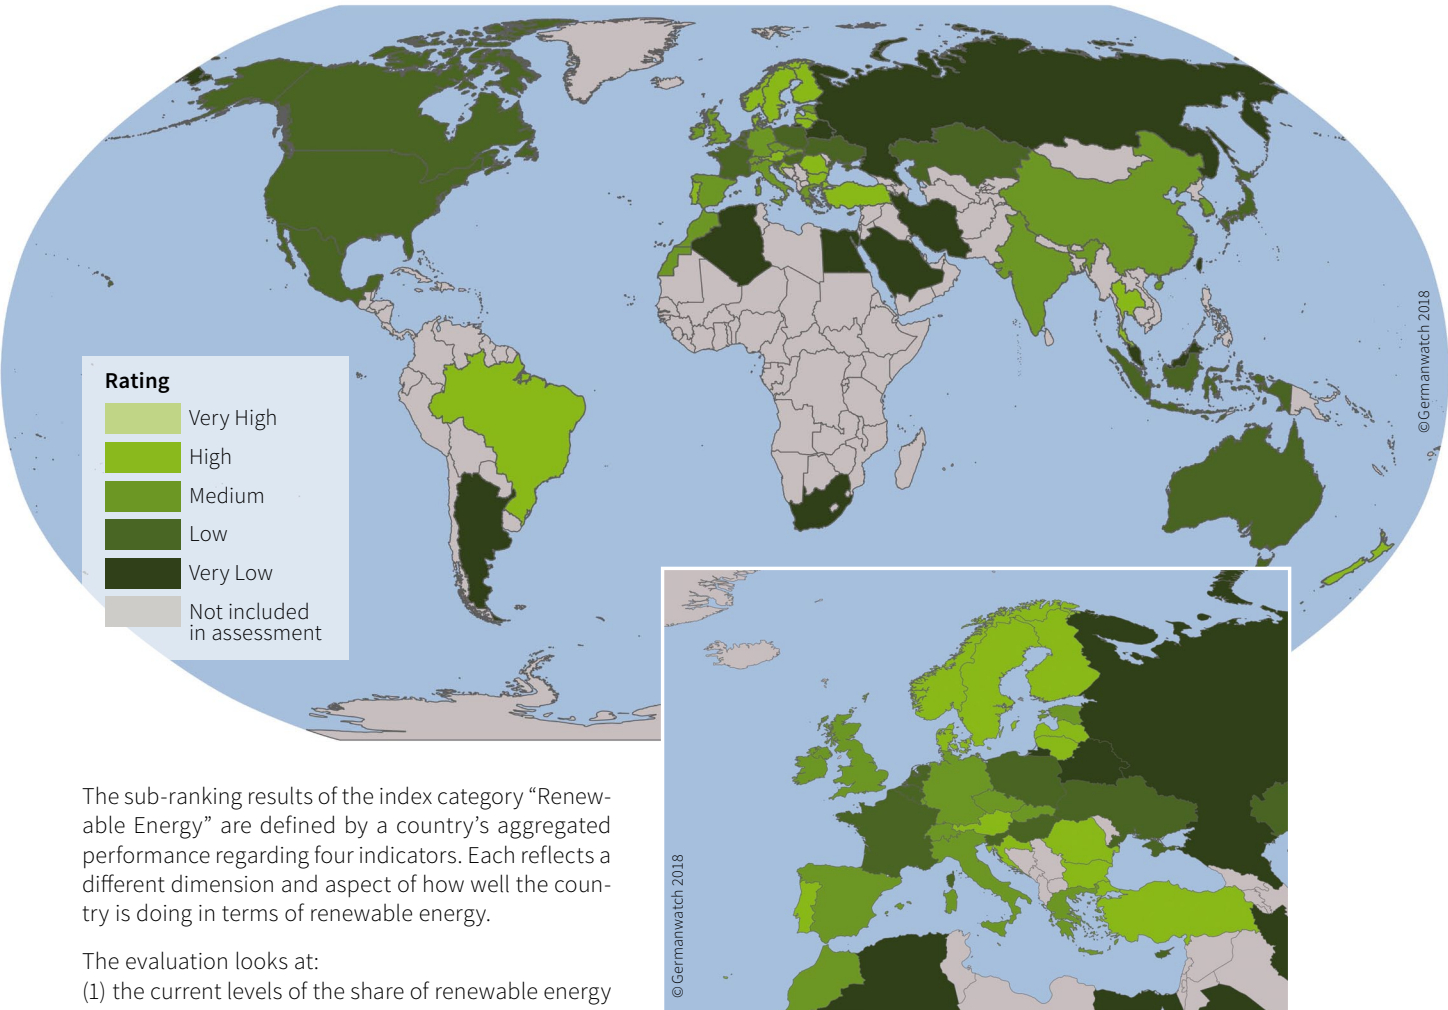 Rating
Very High
High
Medium
Low
Very Low
Not included
in assessment
©Germanwatch 2018
©Germanwatch 2018
The sub-ranking results of the index category “Renew-
able Energy” are defined by a country’s aggregated
performance regarding four indicators. Each reflects a
different dimension and aspect of how well the coun-
try is doing in terms of renewable energy.
The evaluation looks at:
(1) the current levels of the share of renewable energy